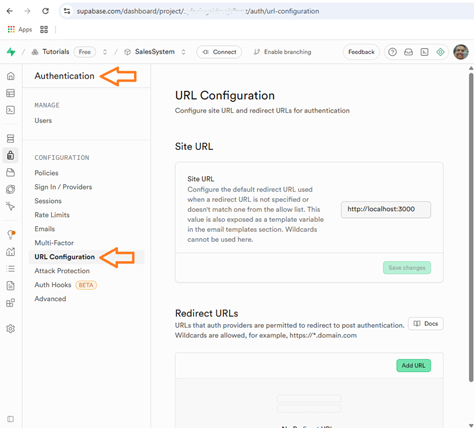 supabase.com/dashboard/project/
/auth/url-configuration
Apps
Tutorials Free SalesSystem Connect Enable branching Feedback
Authentication
MANAGE
Users
CONFIGURATION
Policies
Sign In / Providers
Sessions
Rate Limits
Emails
Multi-Factor
URL Configuration
Attack Protection
Auth Hooks BETA
Advanced
URL Configuration
Configure site URL and redirect URLs for authentication
Site URL
Site URL
Configure the default redirect URL used
when a redirect URL is not specified or
doesn't match one from the allow list. This
value is also exposed as a template variable
in the email templates section. Wildcards
cannot be used here.
http://localhost:3000
Save changes
Redirect URLs
URLs that auth providers are permitted to redirect to post authentication.
Wildcards are allowed, for example, https://*.domain.com
Docs
Add URL